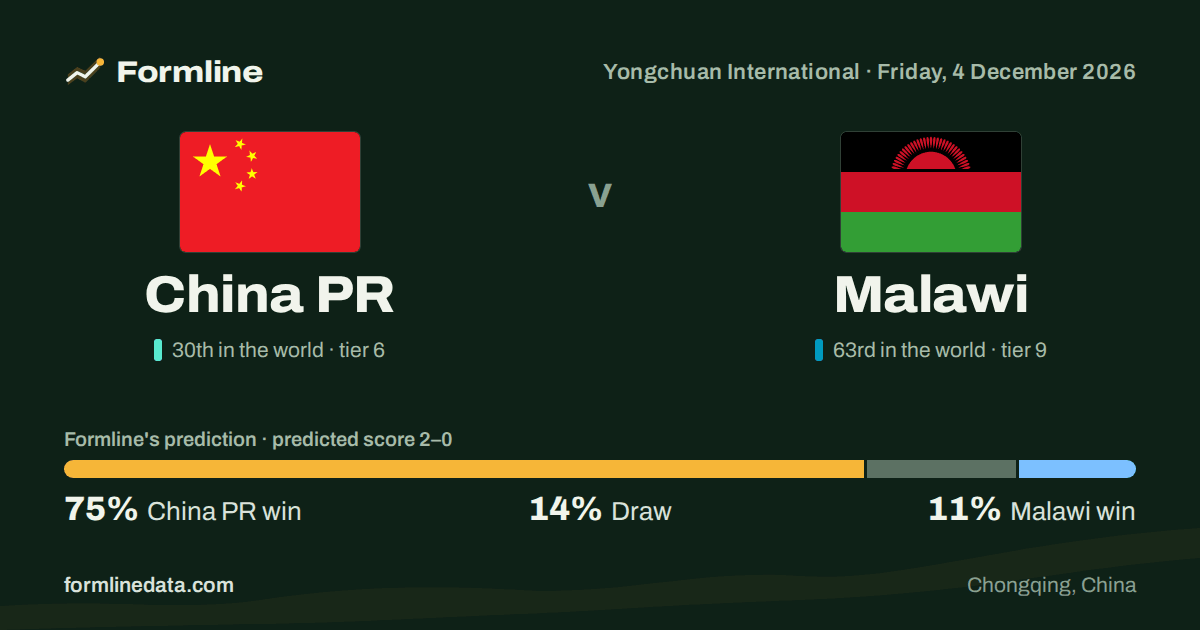 Formline
Yongchuan International · Friday, 4 December 2026
v
China PR
Malawi
30th in the world · tier 6
63rd in the world · tier 9
Formline's prediction · predicted score 2–0
75% China PR win
14% Draw
11% Malawi win
formlinedata.com
Chongqing, China